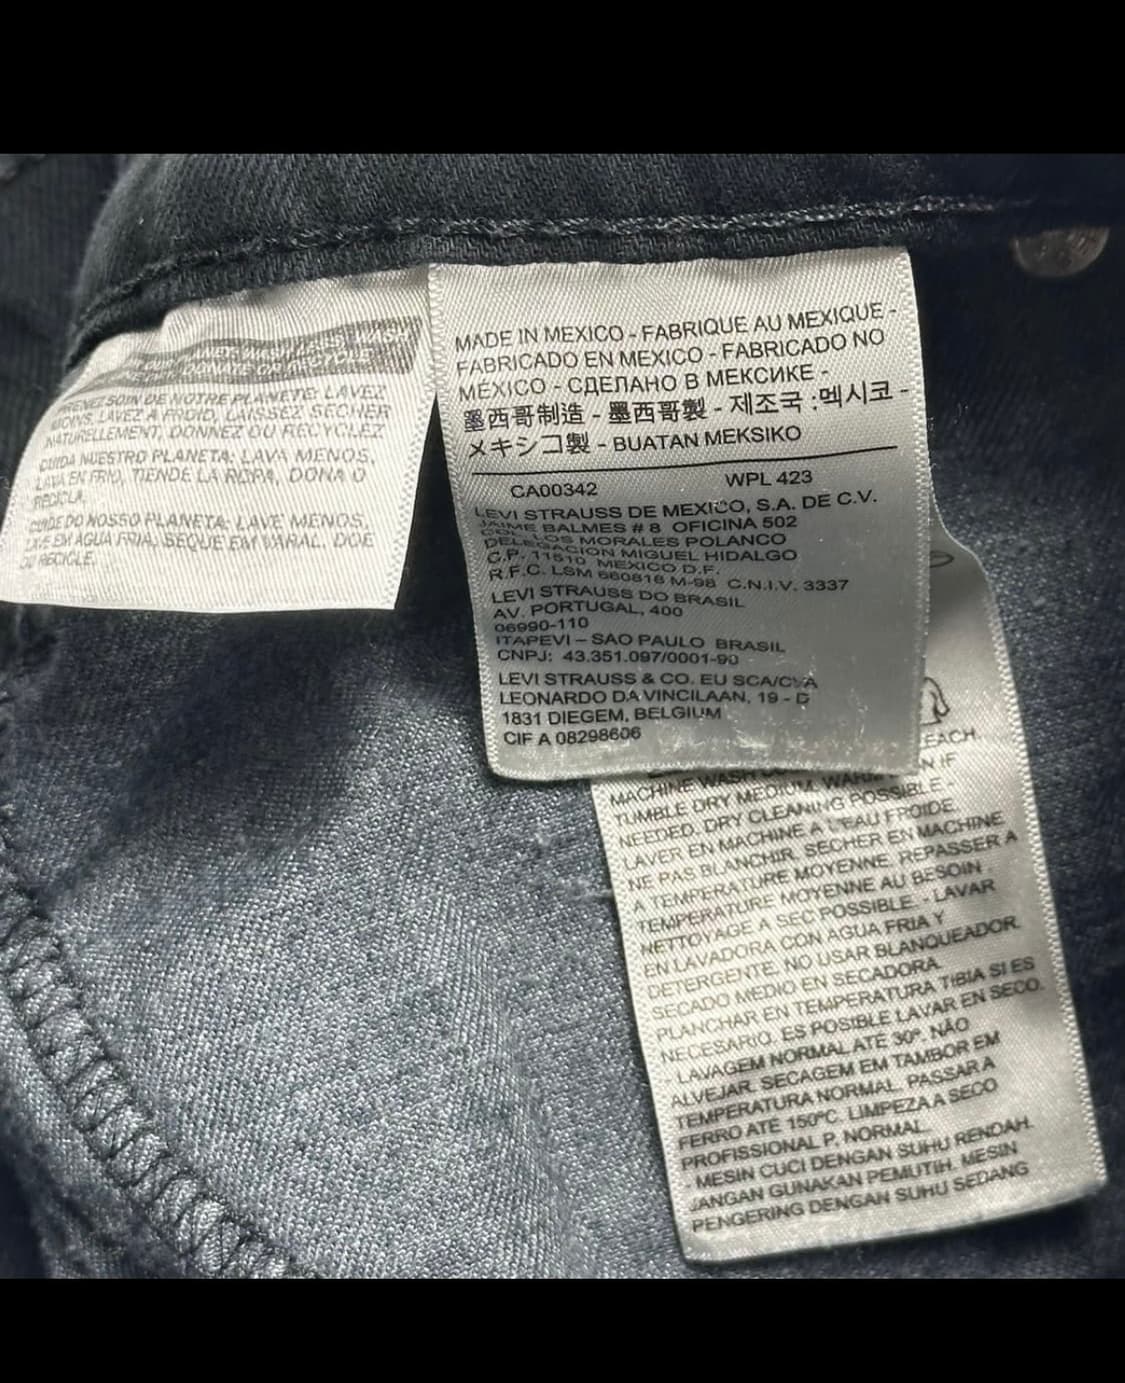 DONATE OR RECYCLE
PRENEZ SOIN DE NOTRE PLANETE: LAVEZ
MOINS, LAVEZ A FROID, LAISSEZ SECHER
NATURELLEMENT, DONNEZ OU RECYCLEZ
CUIDA NUESTRO PLANETA: LAVA MENOS,
LAVA EN FRIO, TIENDE LA ROPA, DONA O
RECICLA.
CUIDE DO NOSSO PLANETA: LAVE MENOS,
LAVE EM AGUA FRIA, SEQUE EM VARAL. DOE
OU RECICLE.
MADE IN MEXICO - FABRIQUE AU MEXIQUE -
FABRICADO EN MEXICO - FABRICADO NO
MÉXICO - СДЕЛАНО В МЕКСИКЕ -
墨西哥制造 - 墨西哥製 - 제조국 :멕시코 -
メキシコ製 - BUATAN MEKSIKO
CA00342 WPL 423
LEVI STRAUSS DE MEXICO, S.A. DE C.V.
JAIME BALMES # 8 OFICINA 502
COL. LOS MORALES POLANCO
DELEGACION MIGUEL HIDALGO
C.P. 11510 MEXICO D.F.
R.F.C. LSM 660816 M-98 C.N.I.V. 3337
LEVI STRAUSS DO BRASIL
AV. PORTUGAL, 400
06990-110
ITAPEVI – SAO PAULO BRASIL
CNPJ: 43.351.097/0001-90
LEVI STRAUSS & CO. EU SCA/CVA
LEONARDO DA VINCILAAN, 19 - D
1831 DIEGEM, BELGIUM
CIF A 08298606
EACH.
MACHINE WASH
TUMBLE DRY MEDIUM. WARM N IF
NEEDED. DRY CLEANING POSSIBLE. -
LAVER EN MACHINE A L'EAU FROIDE.
NE PAS BLANCHIR. SECHER EN MACHINE
A TEMPERATURE MOYENNE. REPASSER A
TEMPERATURE MOYENNE AU BESOIN.
NETTOYAGE A SEC POSSIBLE. - LAVAR
EN LAVADORA CON AGUA FRIA Y
DETERGENTE. NO USAR BLANQUEADOR.
SECADO MEDIO EN SECADORA.
PLANCHAR EN TEMPERATURA TIBIA SI ES
NECESARIO. ES POSIBLE LAVAR EN SECO.
- LAVAGEM NORMAL ATÉ 30º. NÃO
ALVEJAR. SECAGEM EM TAMBOR EM
TEMPERATURA NORMAL. PASSAR A
FERRO ATE 150ºC. LIMPEZA A SECO
PROFISSIONAL P, NORMAL.
- MESIN CUCI DENGAN SUHU RENDAH.
JANGAN GUNAKAN PEMUTIH. MESIN
PENGERING DENGAN SUHU SEDANG